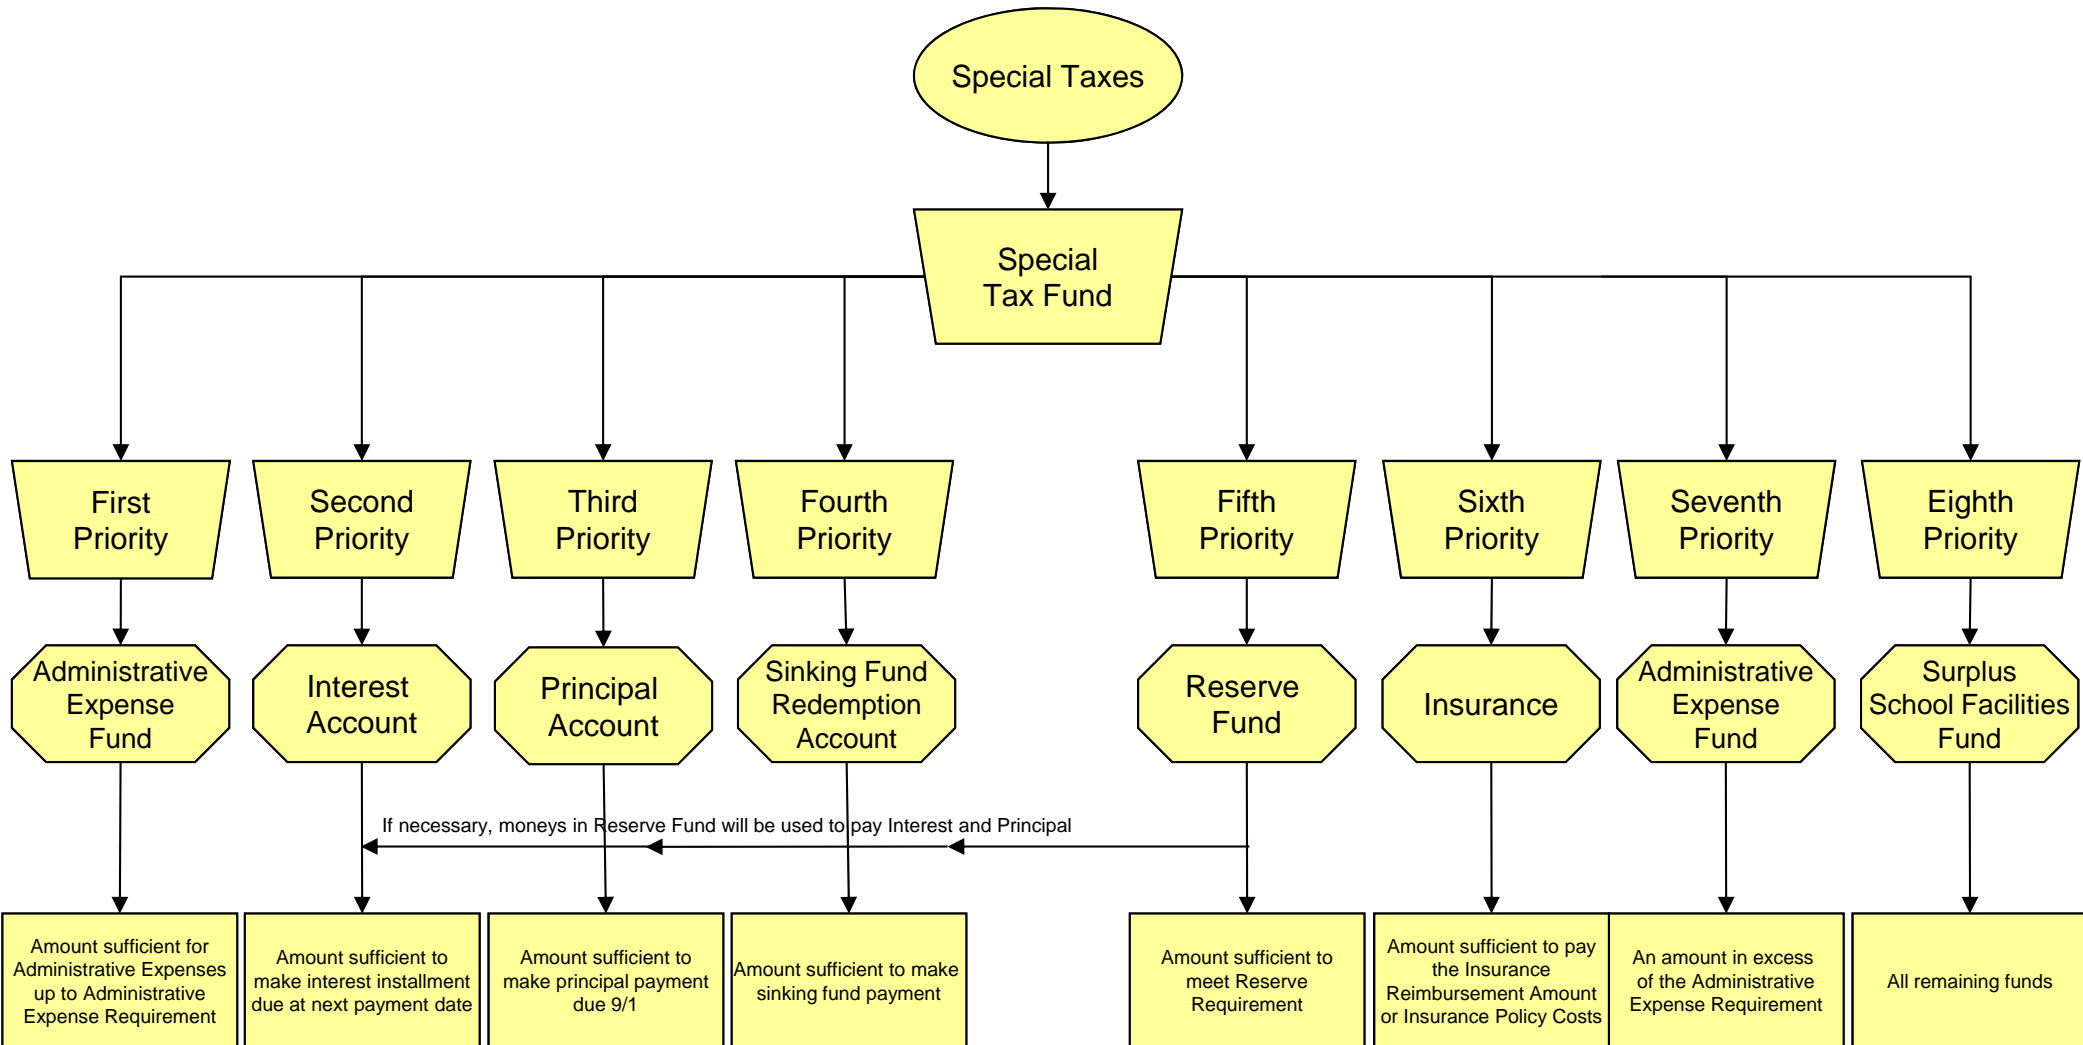 Special Taxes
Special
Tax Fund
First
Priority
Second
Priority
Third
Priority
Fourth
Priority
Fifth
Priority
Sixth
Priority
Seventh
Priority
Eighth
Priority
Administrative
Expense
Fund
Interest
Account
Principal
Account
Sinking Fund
Redemption
Account
Reserve
Fund
Insurance
Administrative
Expense
Fund
Surplus
School Facilities
Fund
If necessary, moneys in Reserve Fund will be used to pay Interest and Principal
Amount sufficient for
Administrative Expenses
up to Administrative
Expense Requirement
Amount sufficient to
make interest installment
due at next payment date
Amount sufficient to
make principal payment
due 9/1
Amount sufficient to make
sinking fund payment
Amount sufficient to
meet Reserve
Requirement
Amount sufficient to pay
the Insurance
Reimbursement Amount
or Insurance Policy Costs
An amount in excess
of the Administrative
Expense Requirement
All remaining funds